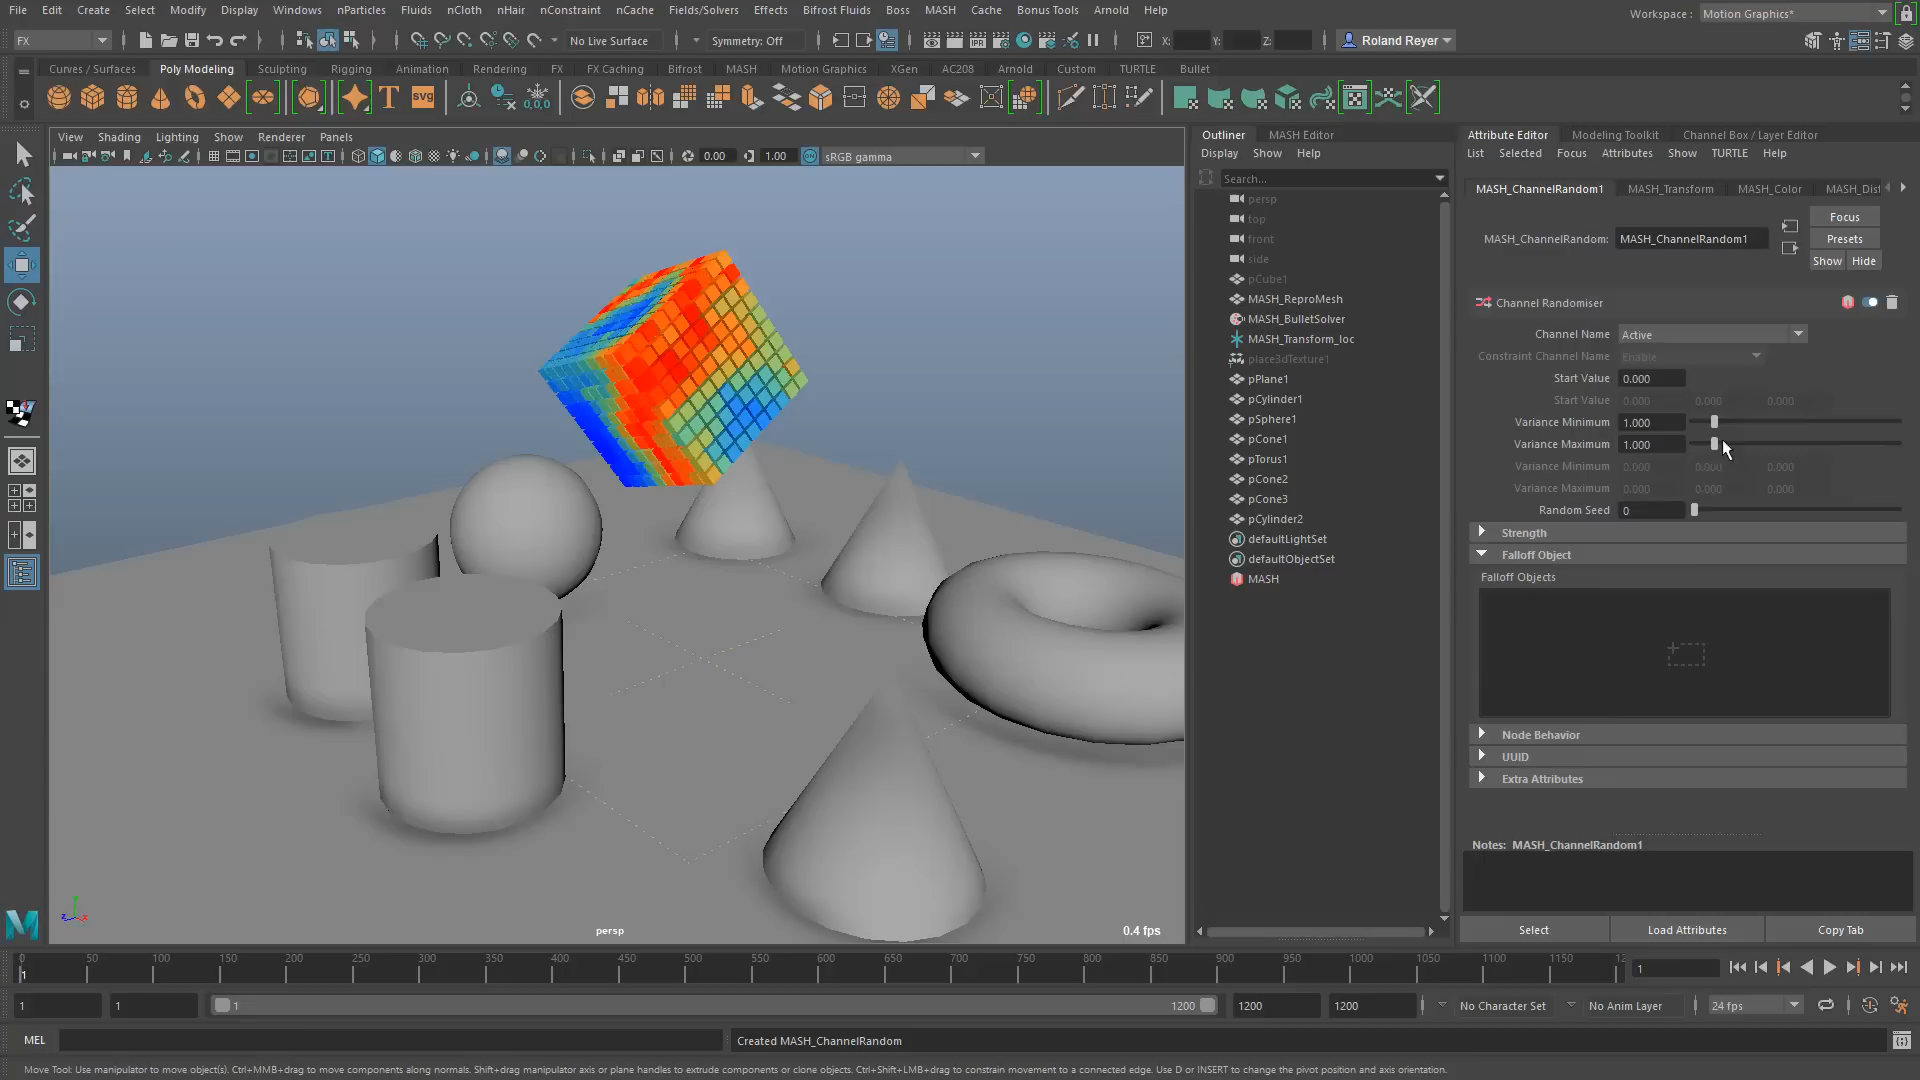 File Edit Create Select Modify Display Windows nParticles Fluids nCloth nHair nConstraint nCache Fields/Solvers Effects Bifrost Fluids Boss MASH Cache Bonus Tools Arnold Help Workspace : Motion Graphics*
FX No Live Surface Symmetry: Off X: Y: Z: Roland Reyer
Curves / Surfaces Poly Modeling Sculpting Rigging Animation Rendering FX FX Caching Bifrost MASH Motion Graphics XGen AC208 Arnold Custom TURTLE Bullet
T svg 0,0,0
View Shading Lighting Show Renderer Panels
0.00 1.00 sRGB gamma
persp
0.4 fps
Outliner MASH Editor
Display Show Help
Search...
persp
top
front
side
pCube1
MASH_ReproMesh
MASH_BulletSolver
MASH_Transform_loc
place3dTexture1
pPlane1
pCylinder1
pSphere1
pCone1
pTorus1
pCone2
pCone3
pCylinder2
defaultLightSet
defaultObjectSet
MASH
Attribute Editor Modeling Toolkit Channel Box / Layer Editor
List Selected Focus Attributes Show TURTLE Help
MASH_ChannelRandom1 MASH_Transform MASH_Color MASH_Dist
Focus
MASH_ChannelRandom: MASH_ChannelRandom1 Presets
Show Hide
Channel Randomiser
Channel Name Active
Constraint Channel Name Enable
Start Value 0.000
Start Value 0.000 0.000 0.000
Variance Minimum 1.000
Variance Maximum 1.000
Variance Minimum 0.000 0.000 0.000
Variance Maximum 0.000 0.000 0.000
Random Seed 0
Strength
Falloff Object
Falloff Objects
Node Behavior
UUID
Extra Attributes
Notes: MASH_ChannelRandom1
Select Load Attributes Copy Tab
0 50 100 150 200 250 300 350 400 450 500 550 600 650 700 750 800 850 900 950 1000 1050 1100 1150 12
1 1
1 1 1 1200 1200 1200 No Character Set No Anim Layer 24 fps
MEL Created MASH_ChannelRandom
Move Tool: Use manipulator to move object(s). Ctrl+MMB+drag to move components along normals. Shift+drag manipulator axis or plane handles to extrude components or clone objects. Ctrl+Shift+LMB+drag to constrain movement to a connected edge. Use D or INSERT to change the pivot position and axis orientation.